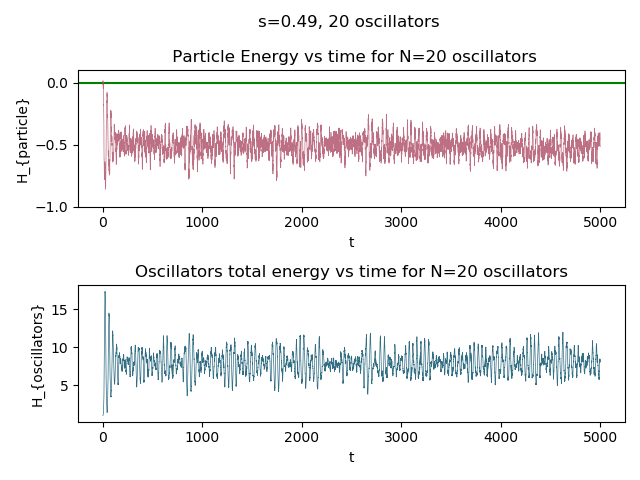 s=0.49, 20 oscillators
Particle Energy vs time for N=20 oscillators
0.0
−0.5
−1.0
H_{particle}
0 1000 2000 3000 4000 5000
t
Oscillators total energy vs time for N=20 oscillators
15
10
5
H_{oscillators}
0 1000 2000 3000 4000 5000
t